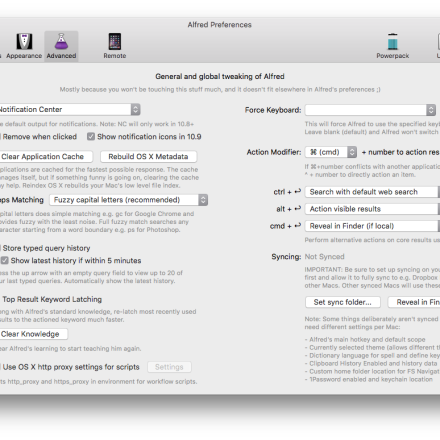 Alfred Preferences
Appearance
Advanced
Remote
Powerpack
General and global tweaking of Alfred
Mostly because you won't be touching this stuff much, and it doesn't fit elsewhere in Alfred's preferences ;)
Notification Center
default output for notifications. Note: NC will only work in 10.8+
Remove when clicked
Show notification icons in 10.9
Clear Application Cache
Rebuild OS X Metadata
plications are cached for the fastest possible response. The cache
nages itself, but if something funny is going on, clearing the cache
y help. Reindex OS X rebuilds your Mac's low level file index.
ps Matching
Fuzzy capital letters (recommended)
pital letters does simple matching e.g. gc for Google Chrome and
ovides fuzzy with the least noise. Full fuzzy match searches any
aracter starting from a word boundary e.g. ps for Photoshop.
Store typed query history
Show latest history if within 5 minutes
ss the up arrow with an empty query field to view up to 20 of
ur last typed queries. Automatically show the latest history.
Top Result Keyword Latching
ng with Alfred's standard knowledge, re-latch most recently used
sults to the actioned keyword much faster.
Clear Knowledge
ear Alfred's learning to start teaching him again.
Use OS X http proxy settings for scripts
Settings
ts http_proxy and https_proxy in environment for workflow scripts.
Force Keyboard:
This will force Alfred to use the specified keyb
Leave blank (default) and Alfred won't switch
Action Modifier:
⌘ (cmd)
+ number to action res
If ⌘+number conflicts with another applicatio
* + number to directly action an item.
ctrl + ↩
Search with default web search
alt + ↩
Action visible results
cmd + ↩
Reveal in Finder (if local)
Perform alternative actions on core results us
Syncing:
Not Synced
IMPORTANT: Be sure to set up syncing on you
first and allow it to fully sync to e.g. Dropbox
other Macs. Other synced Macs will use these
Set sync folder...
Reveal in Fin
Note: Some things deliberately aren't synced
need different settings per Mac:
- Alfred's main hotkey and default scope
- Currently selected theme (allows different th
- Dictionary language for spell and define key
- Clipboard History Enabled and history data
- Custom home folder location for FS Navigat
- 1Password enabled and keychain location